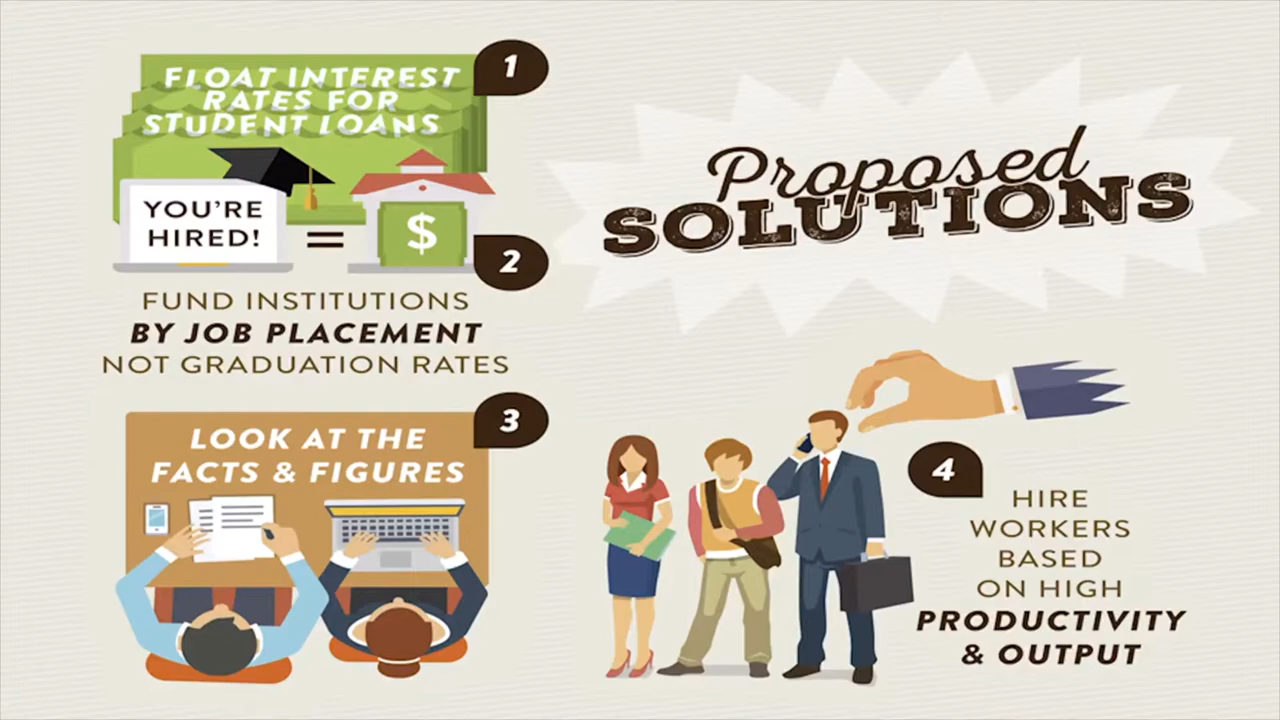 1
FLOAT INTEREST
RATES FOR
STUDENT LOANS
YOU'RE
HIRED!
=
$
2
FUND INSTITUTIONS
BY JOB PLACEMENT
NOT GRADUATION RATES
3
LOOK AT THE
FACTS & FIGURES
Proposed
SOLUTIONS
4
HIRE
WORKERS
BASED
ON HIGH
PRODUCTIVITY
& OUTPUT